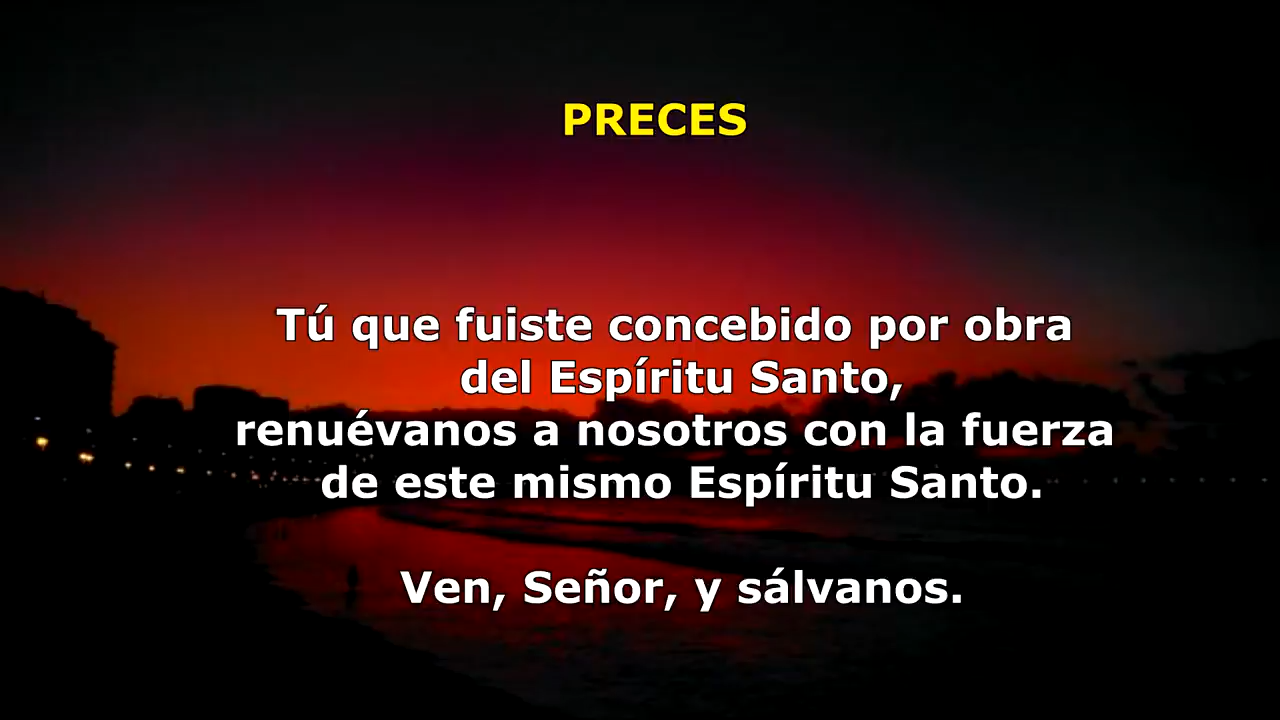 PRECES
Tú que fuiste concebido por obra
del Espíritu Santo,
renuévanos a nosotros con la fuerza
de este mismo Espíritu Santo.
Ven, Señor, y sálvanos.